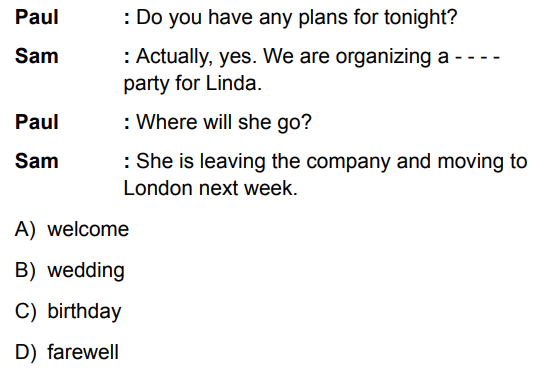 Paul : Do you have any plans for tonight?
Sam : Actually, yes. We are organizing a - - - -
party for Linda.
Paul : Where will she go?
Sam : She is leaving the company and moving to
London next week.
A) welcome
B) wedding
C) birthday
D) farewell